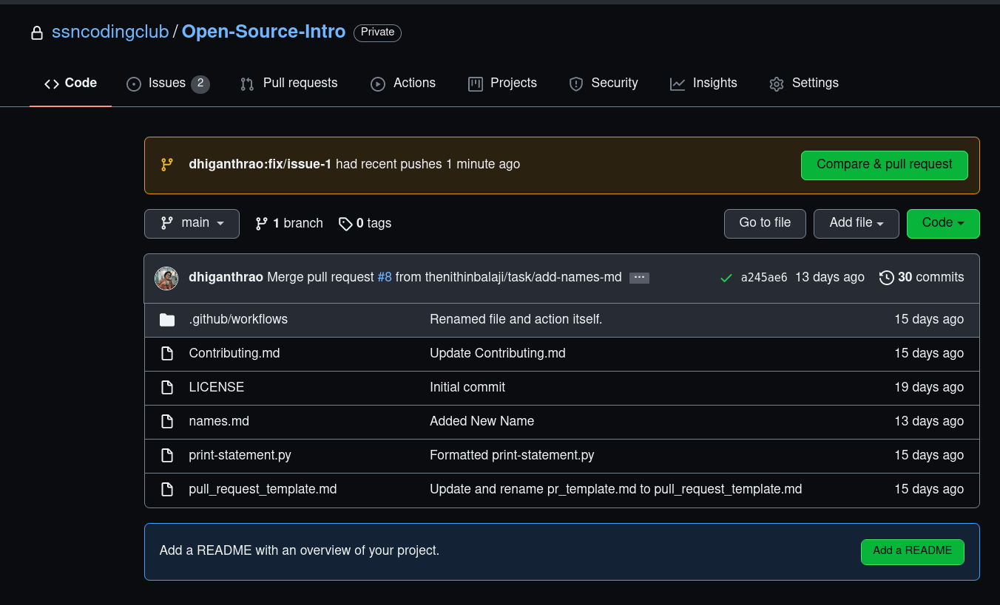 ssncodingclub / Open-Source-Intro Private
Code Issues 2 Pull requests Actions Projects Security Insights Settings
dhiganthrao:fix/issue-1 had recent pushes 1 minute ago Compare & pull request
main 1 branch 0 tags Go to file Add file Code
dhiganthrao Merge pull request #8 from thenithinbalaji/task/add-names-md ... a245ae6 13 days ago 30 commits
.github/workflows Renamed file and action itself. 15 days ago
Contributing.md Update Contributing.md 15 days ago
LICENSE Initial commit 19 days ago
names.md Added New Name 13 days ago
print-statement.py Formatted print-statement.py 15 days ago
pull_request_template.md Update and rename pr_template.md to pull_request_template.md 15 days ago
Add a README with an overview of your project. Add a README